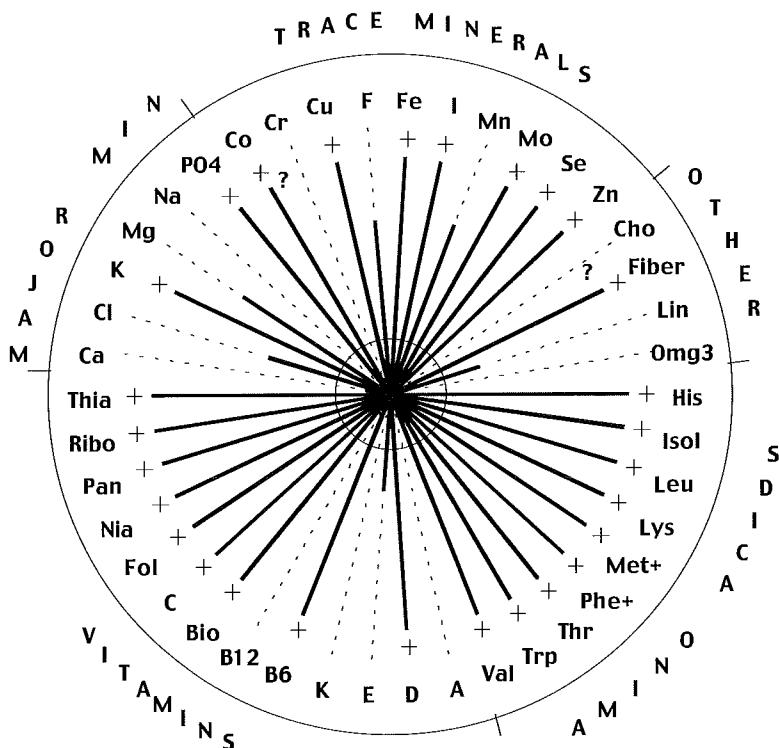 TRACE MINERALS
OTHER
AMINO ACIDS
VITAMINS
MAJOR MIN
Cu
F
Fe
I
Mn
Mo
Se
Zn
Cho
?
Fiber
Lin
Omg3
His
Isol
Leu
Lys
Met+
Phe+
Thr
Trp
Val
A
D
E
K
B6
B12
Bio
C
Fol
Nia
Pan
Ribo
Thia
Ca
Cl
K
Mg
Na
PO4
Co
?
Cr